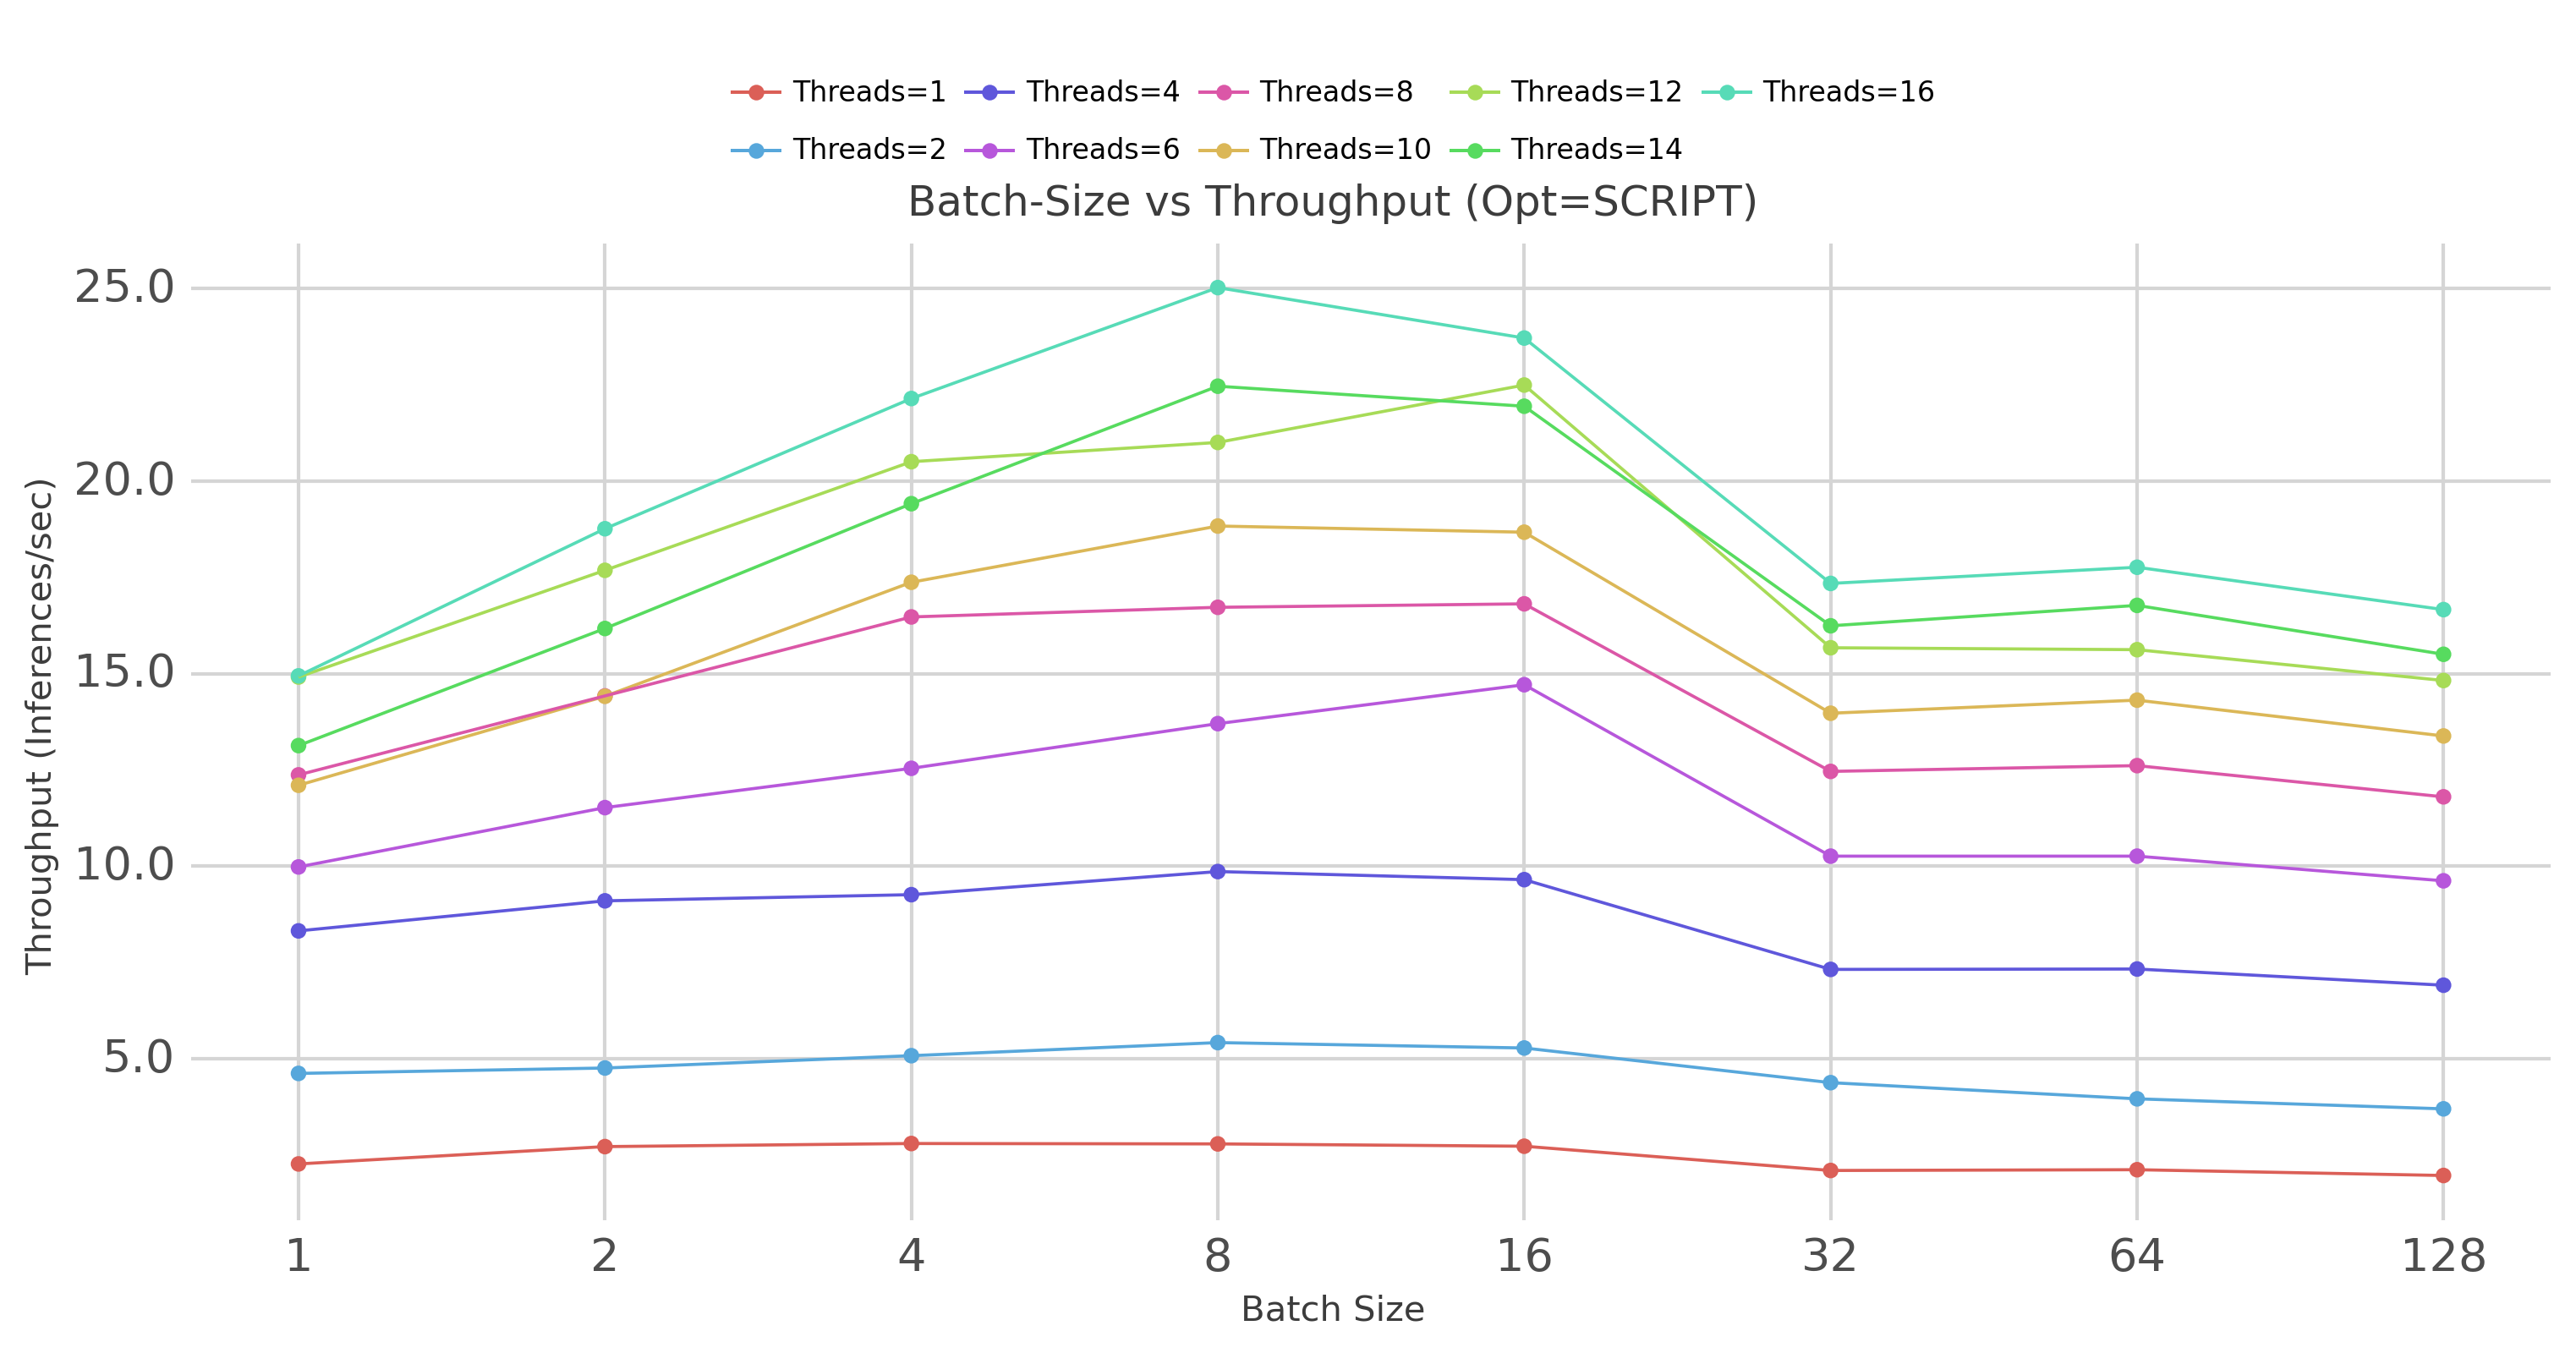 Threads=1 Threads=4 Threads=8 Threads=12 Threads=16
Threads=2 Threads=6 Threads=10 Threads=14
Batch-Size vs Throughput (Opt=SCRIPT)
Throughput (Inferences/sec)
25.0
20.0
15.0
10.0
5.0
1 2 4 8 16 32 64 128
Batch Size